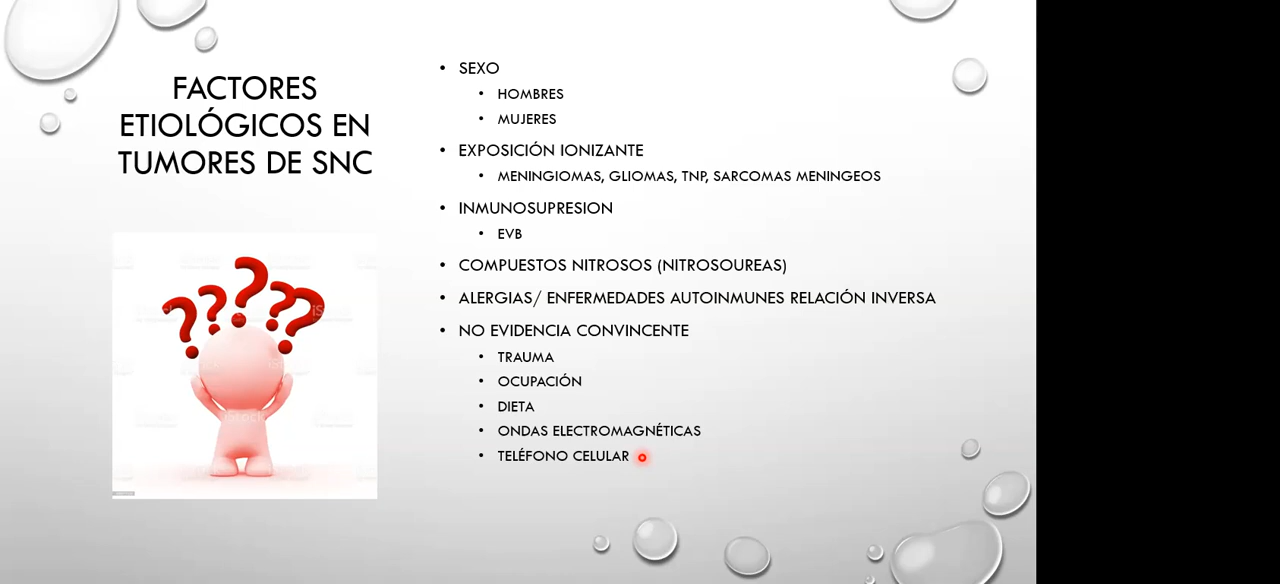 FACTORES
ETIOLÓGICOS EN
TUMORES DE SNC
• SEXO
• HOMBRES
• MUJERES
• EXPOSICIÓN IONIZANTE
• MENINGIOMAS, GLIOMAS, TNP, SARCOMAS MENINGEOS
• INMUNOSUPRESION
• EVB
• COMPUESTOS NITROSOS (NITROSOUREAS)
• ALERGIAS/ ENFERMEDADES AUTOINMUNES RELACIÓN INVERSA
• NO EVIDENCIA CONVINCENTE
• TRAUMA
• OCUPACIÓN
• DIETA
• ONDAS ELECTROMAGNÉTICAS
• TELÉFONO CELULAR